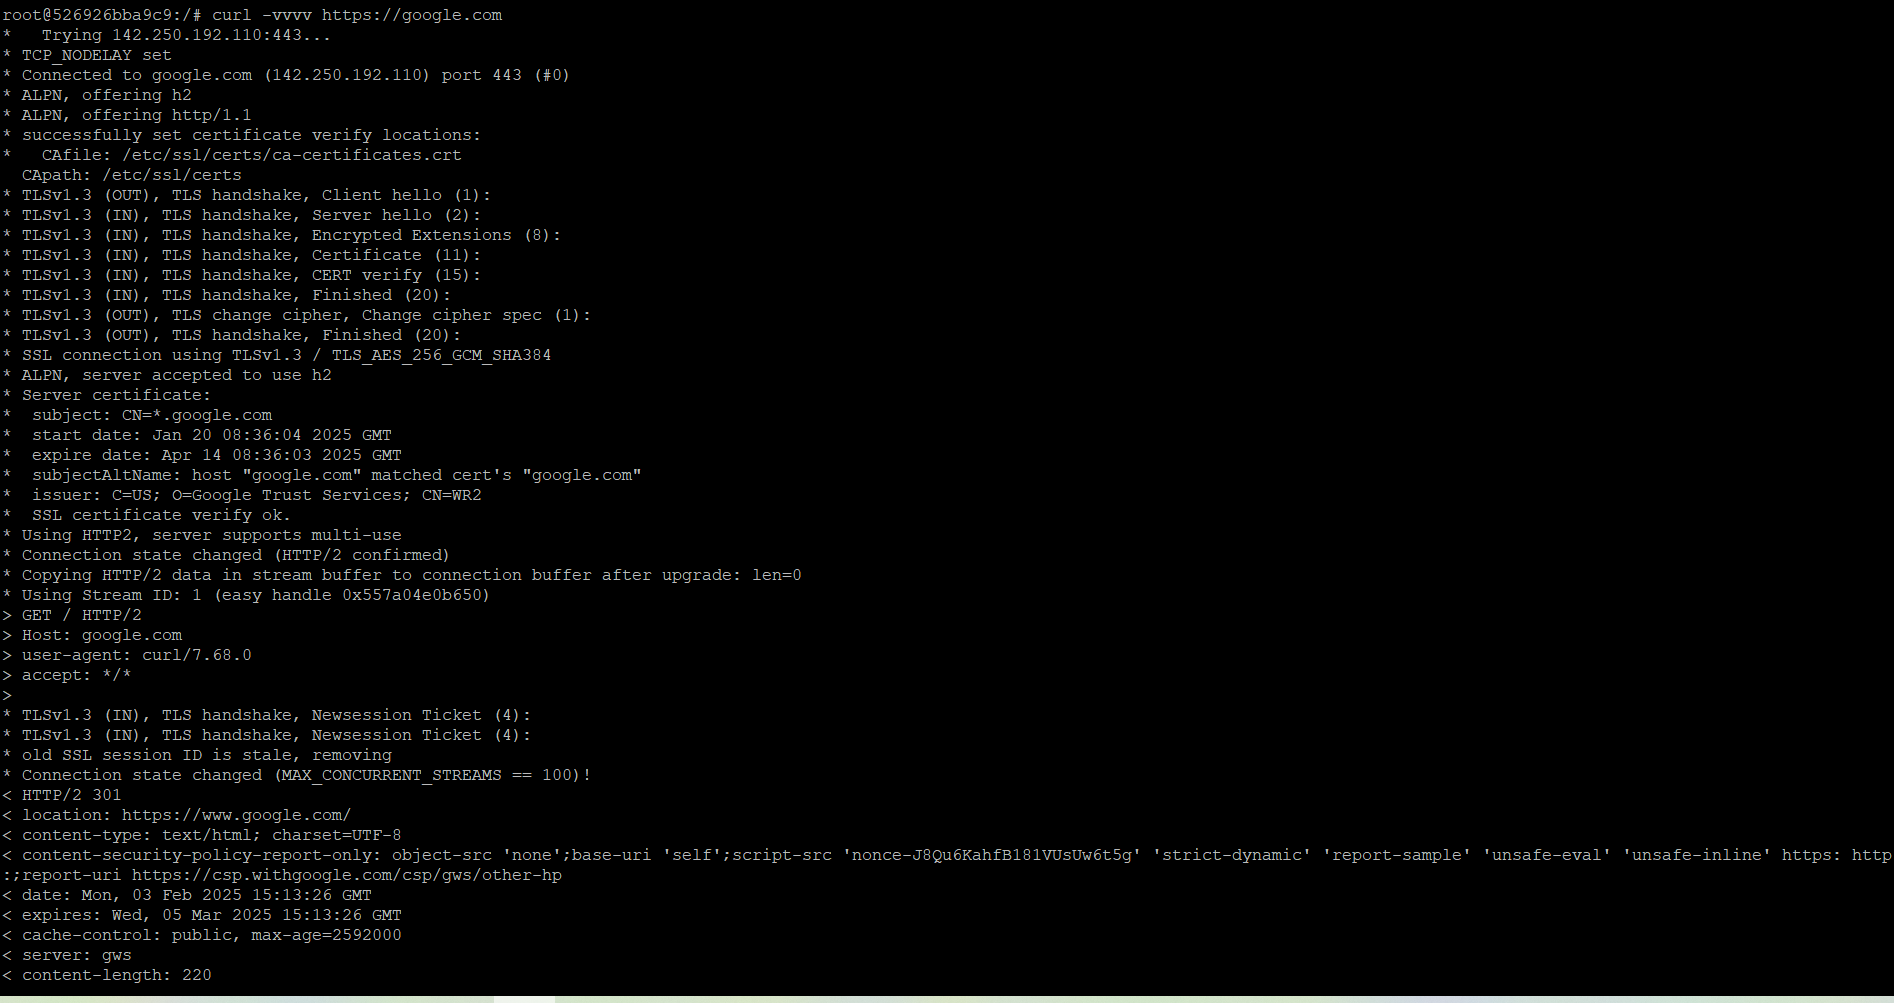 root@526926bba9c9:/# curl -vvvv https://google.com
*   Trying 142.250.192.110:443...
* TCP_NODELAY set
* Connected to google.com (142.250.192.110) port 443 (#0)
* ALPN, offering h2
* ALPN, offering http/1.1
* successfully set certificate verify locations:
*   CAfile: /etc/ssl/certs/ca-certificates.crt
  CApath: /etc/ssl/certs
* TLSv1.3 (OUT), TLS handshake, Client hello (1):
* TLSv1.3 (IN), TLS handshake, Server hello (2):
* TLSv1.3 (IN), TLS handshake, Encrypted Extensions (8):
* TLSv1.3 (IN), TLS handshake, Certificate (11):
* TLSv1.3 (IN), TLS handshake, CERT verify (15):
* TLSv1.3 (IN), TLS handshake, Finished (20):
* TLSv1.3 (OUT), TLS change cipher, Change cipher spec (1):
* TLSv1.3 (OUT), TLS handshake, Finished (20):
* SSL connection using TLSv1.3 / TLS_AES_256_GCM_SHA384
* ALPN, server accepted to use h2
* Server certificate:
*  subject: CN=*.google.com
*  start date: Jan 20 08:36:04 2025 GMT
*  expire date: Apr 14 08:36:03 2025 GMT
*  subjectAltName: host "google.com" matched cert's "google.com"
*  issuer: C=US; O=Google Trust Services; CN=WR2
*  SSL certificate verify ok.
* Using HTTP2, server supports multi-use
* Connection state changed (HTTP/2 confirmed)
* Copying HTTP/2 data in stream buffer to connection buffer after upgrade: len=0
* Using Stream ID: 1 (easy handle 0x557a04e0b650)
> GET / HTTP/2
> Host: google.com
> user-agent: curl/7.68.0
> accept: */*
>
* TLSv1.3 (IN), TLS handshake, Newsession Ticket (4):
* TLSv1.3 (IN), TLS handshake, Newsession Ticket (4):
* old SSL session ID is stale, removing
* Connection state changed (MAX_CONCURRENT_STREAMS == 100)!
< HTTP/2 301
< location: https://www.google.com/
< content-type: text/html; charset=UTF-8
< content-security-policy-report-only: object-src 'none';base-uri 'self';script-src 'nonce-J8Qu6KahfB181VUsUw6t5g' 'strict-dynamic' 'report-sample' 'unsafe-eval' 'unsafe-inline' https: http
:;report-uri https://csp.withgoogle.com/csp/gws/other-hp
< date: Mon, 03 Feb 2025 15:13:26 GMT
< expires: Wed, 05 Mar 2025 15:13:26 GMT
< cache-control: public, max-age=2592000
< server: gws
< content-length: 220